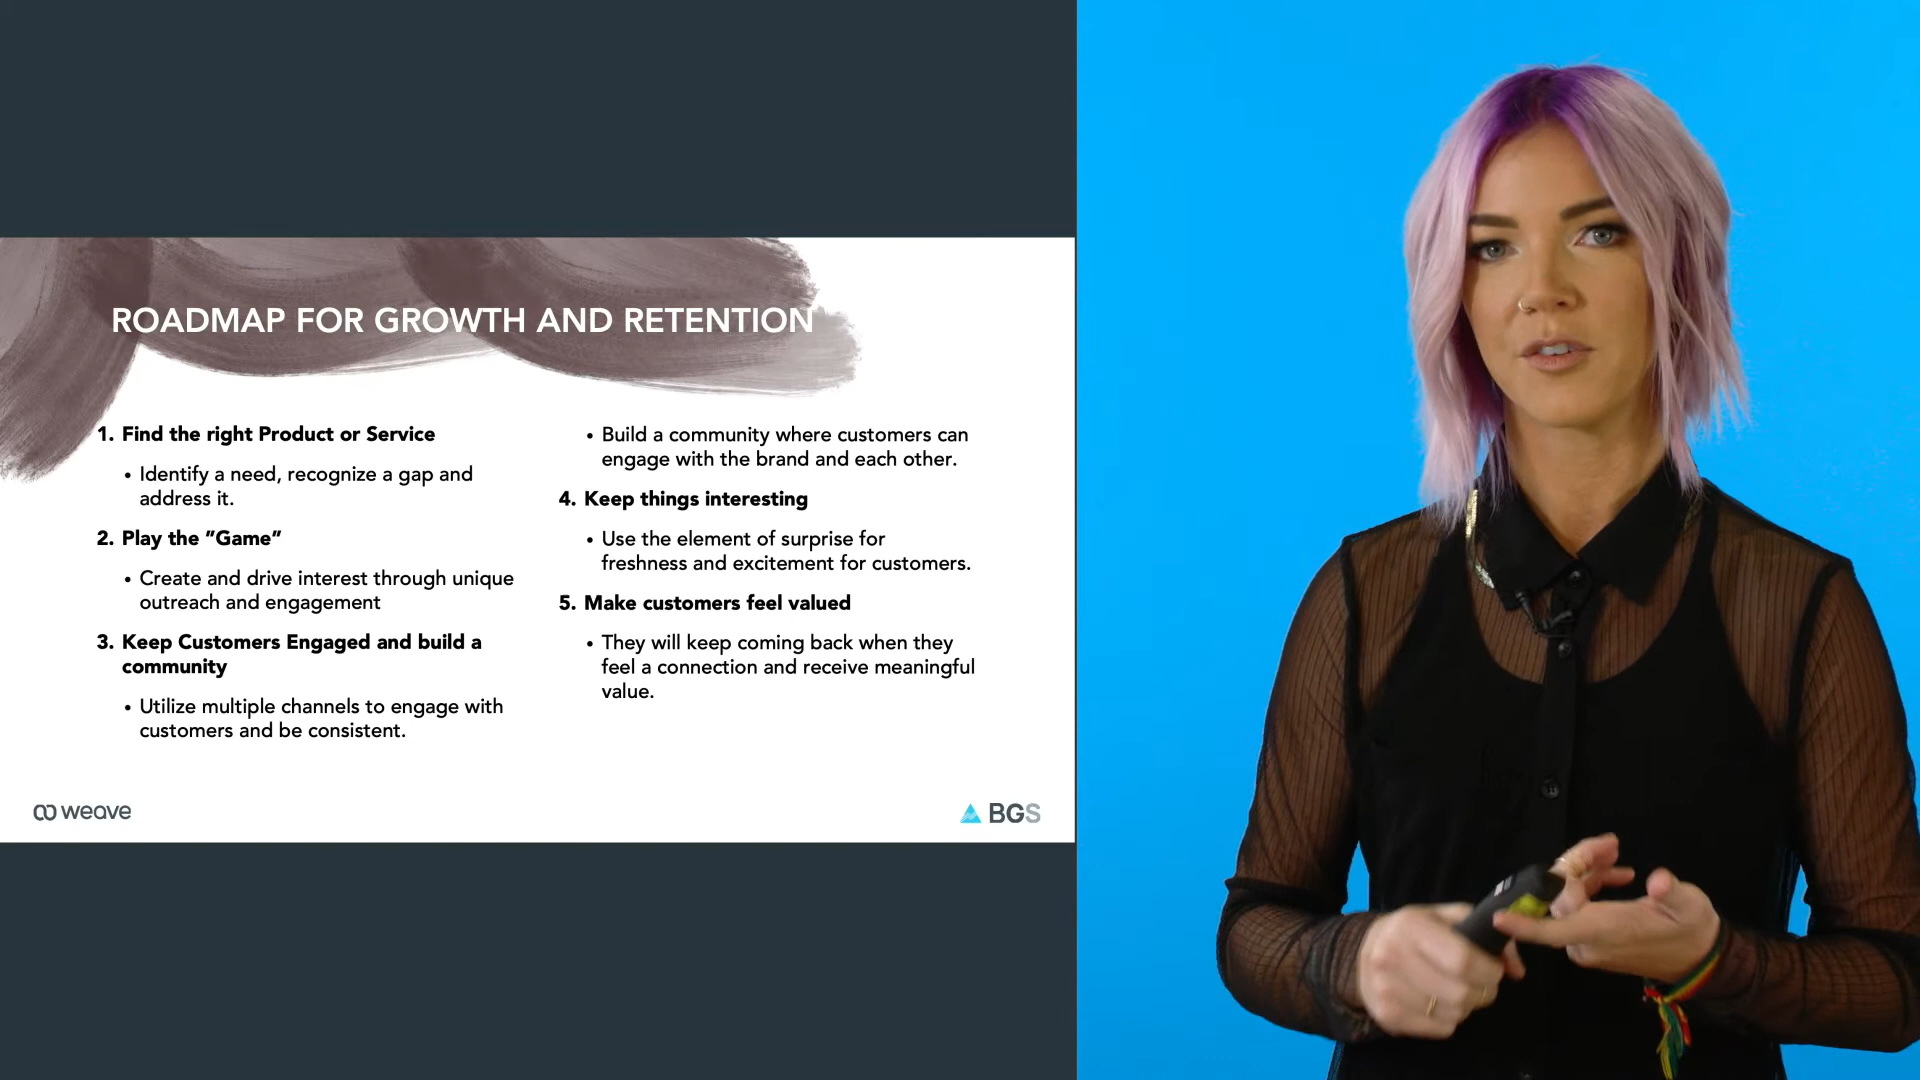 ROADMAP FOR GROWTH AND RETENTION
1. Find the right Product or Service
• Identify a need, recognize a gap and
address it.
2. Play the ”Game”
• Create and drive interest through unique
outreach and engagement
3. Keep Customers Engaged and build a
community
• Utilize multiple channels to engage with
customers and be consistent.
• Build a community where customers can
engage with the brand and each other.
4. Keep things interesting
• Use the element of surprise for
freshness and excitement for customers.
5. Make customers feel valued
• They will keep coming back when they
feel a connection and receive meaningful
value.
weave
BGS